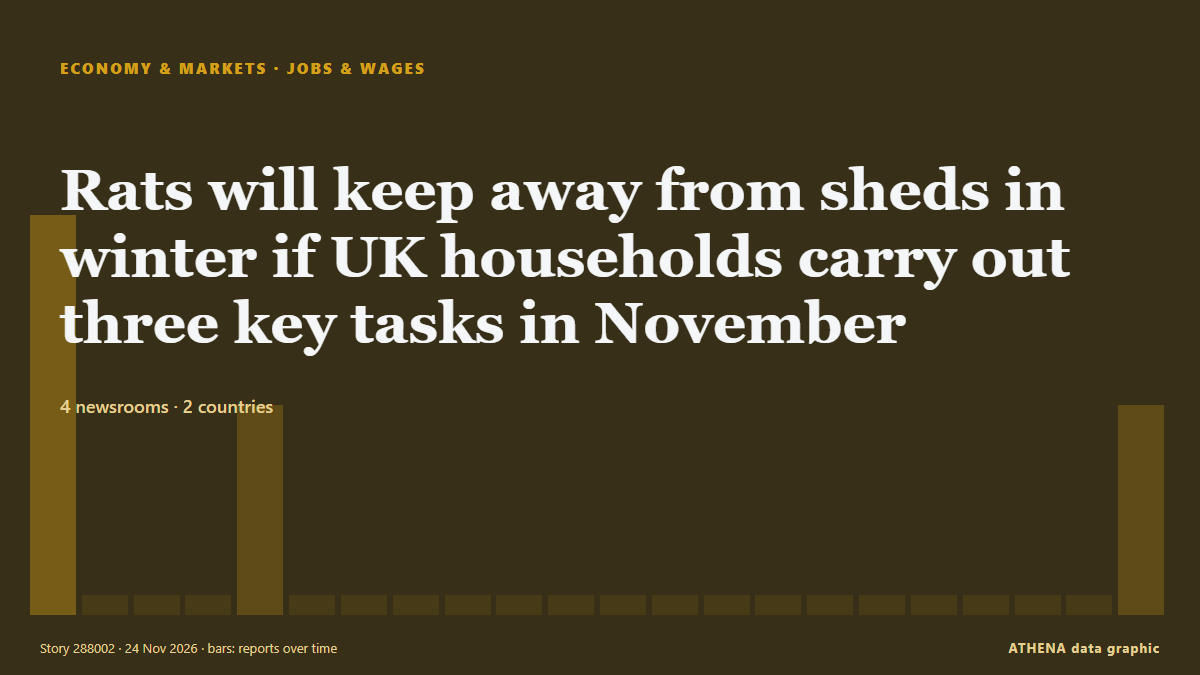 ECONOMY & MARKETS · JOBS & WAGES
Rats will keep away from sheds in
winter if UK households carry out
three key tasks in November
4 newsrooms · 2 countries
Story 288002 · 24 Nov 2026 · bars: reports over time
ATHENA data graphic